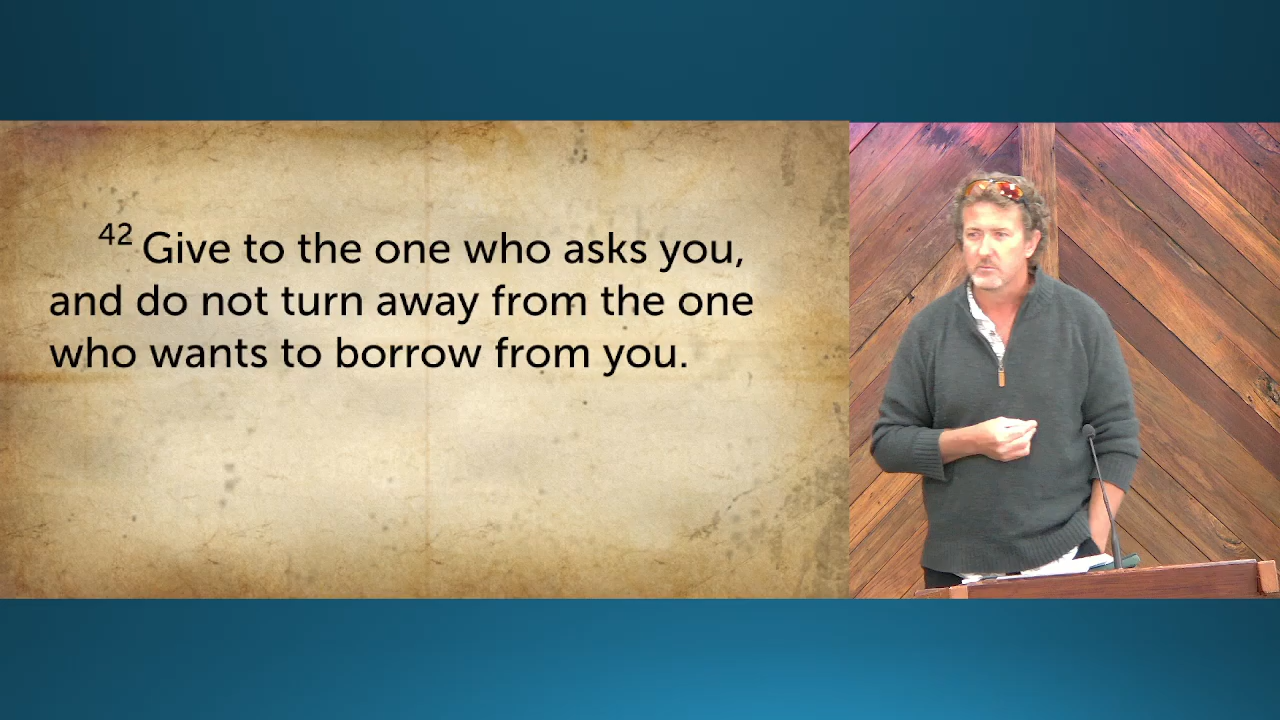 42 Give to the one who asks you,
and do not turn away from the one
who wants to borrow from you.